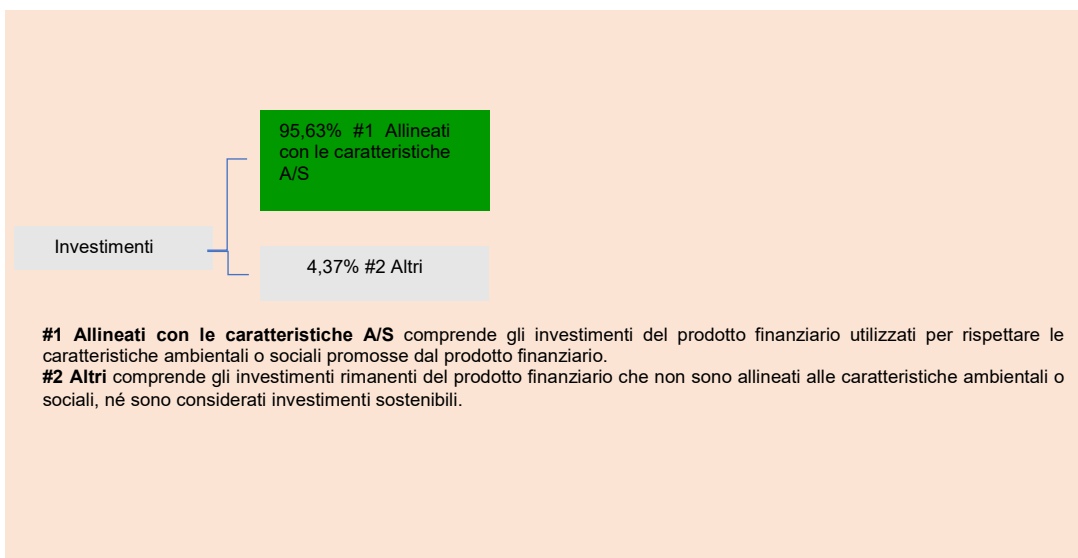 95,63% #1 Allineati
con le caratteristiche
A/S
Investimenti
4,37% #2 Altri
#1 Allineati con le caratteristiche A/S comprende gli investimenti del prodotto finanziario utilizzati per rispettare le
caratteristiche ambientali o sociali promosse dal prodotto finanziario.
#2 Altri comprende gli investimenti rimanenti del prodotto finanziario che non sono allineati alle caratteristiche ambientali o
sociali, né sono considerati investimenti sostenibili.